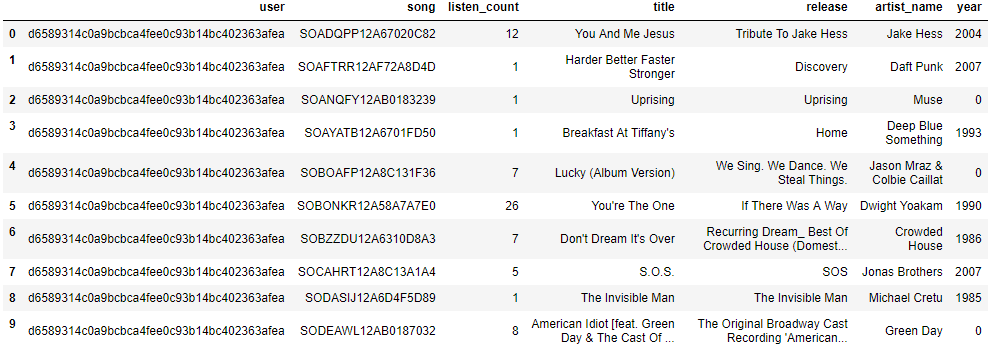 user song listen_count title release artist_name year
0 d6589314c0a9bcbca4fee0c93b14bc402363afea SOADQPP12A67020C82 12 You And Me Jesus Tribute To Jake Hess Jake Hess 2004
1 d6589314c0a9bcbca4fee0c93b14bc402363afea SOAFTRR12AF72A8D4D 1 Harder Better Faster Stronger Discovery Daft Punk 2007
2 d6589314c0a9bcbca4fee0c93b14bc402363afea SOANQFY12AB0183239 1 Uprising Uprising Muse 0
3 d6589314c0a9bcbca4fee0c93b14bc402363afea SOAYATB12A6701FD50 1 Breakfast At Tiffany's Home Deep Blue Something 1993
4 d6589314c0a9bcbca4fee0c93b14bc402363afea SOBOAFP12A8C131F36 7 Lucky (Album Version) We Sing. We Dance. We Steal Things. Jason Mraz & Colbie Caillat 0
5 d6589314c0a9bcbca4fee0c93b14bc402363afea SOBONKR12A58A7A7E0 26 You're The One If There Was A Way Dwight Yoakam 1990
6 d6589314c0a9bcbca4fee0c93b14bc402363afea SOBZZDU12A6310D8A3 7 Don't Dream It's Over Recurring Dream_ Best Of Crowded House (Domest... Crowded House 1986
7 d6589314c0a9bcbca4fee0c93b14bc402363afea SOCAHRT12A8C13A1A4 5 S.O.S. SOS Jonas Brothers 2007
8 d6589314c0a9bcbca4fee0c93b14bc402363afea SODASIJ12A6D4F5D89 1 The Invisible Man The Invisible Man Michael Cretu 1985
9 d6589314c0a9bcbca4fee0c93b14bc402363afea SODEAWL12AB0187032 8 American Idiot [feat. Green Day & The Cast Of ... The Original Broadway Cast Recording 'American... Green Day 0